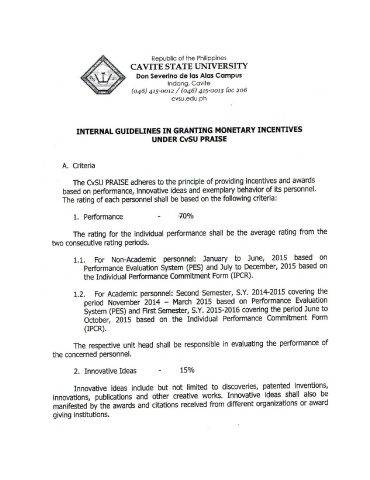 Republic of the Philippines
CAVITE STATE UNIVERSITY
Don Severino de las Alas Campus
Indang, Cavite
(046) 415-0012 / (046) 415-0013 loc 206
cvsu.edu.ph
INTERNAL GUIDELINES IN GRANTING MONETARY INCENTIVES
UNDER CvSU PRAISE
A. Criteria
The CvSU PRAISE adheres to the principle of providing incentives and awards
based on performance, innovative ideas and exemplary behavior of its personnel.
The rating of each personnel shall be based on the following criteria:
1. Performance - 70%
The rating for the individual performance shall be the average rating from the
two consecutive rating periods.
1.1. For Non-Academic personnel: January to June, 2015 based on
Performance Evaluation System (PES) and July to December, 2015 based on
the Individual Performance Commitment Form (IPCR).
1.2. For Academic personnel: Second Semester, S.Y. 2014-2015 covering the
period November 2014 – March 2015 based on Performance Evaluation
System (PES) and First Semester, S.Y. 2015-2016 covering the period June to
October, 2015 based on the Individual Performance Commitment Form
(IPCR).
The respective unit head shall be responsible in evaluating the performance of
the concerned personnel.
2. Innovative Ideas - 15%
Innovative ideas include but not limited to discoveries, patented inventions,
innovations, publications and other creative works. Innovative ideas shall also be
manifested by the awards and citations received from different organizations or award
giving institutions.